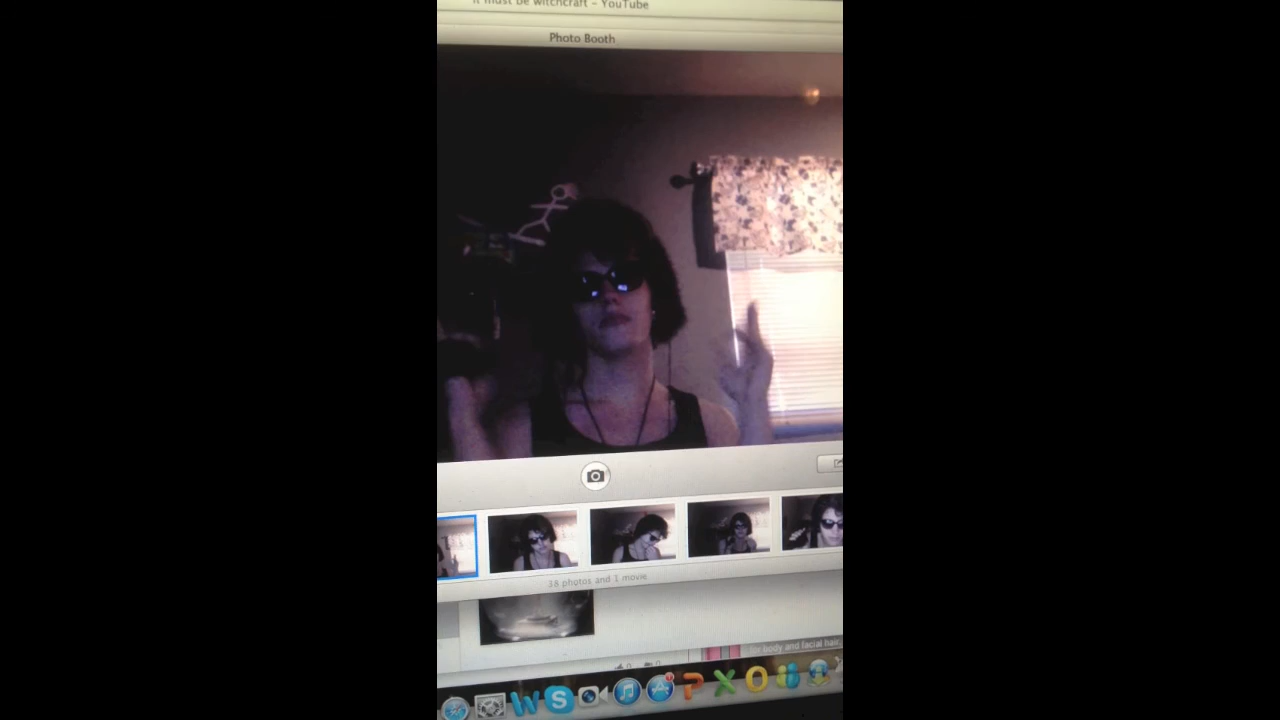 it must be witchcraft - YouTube
Photo Booth
38 photos and 1 movie
for body and facial hair.